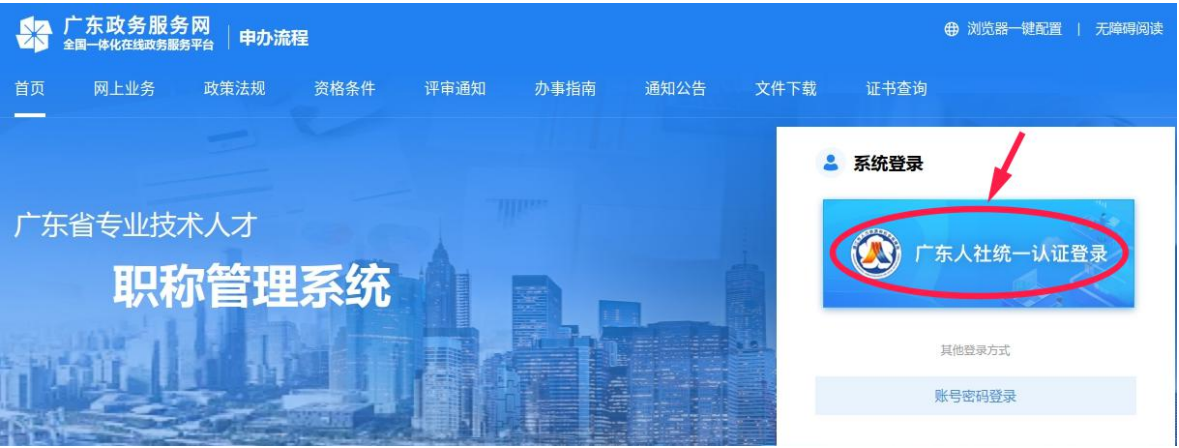 广东政务服务网
全国一体化在线政务服务平台
申办流程
浏览器一键配置 | 无障碍阅读
首页 网上业务 政策法规 资格条件 评审通知 办事指南 通知公告 文件下载 证书查询
系统登录
广东省专业技术人才
职称管理系统
广东人社统一认证登录
其他登录方式
账号密码登录